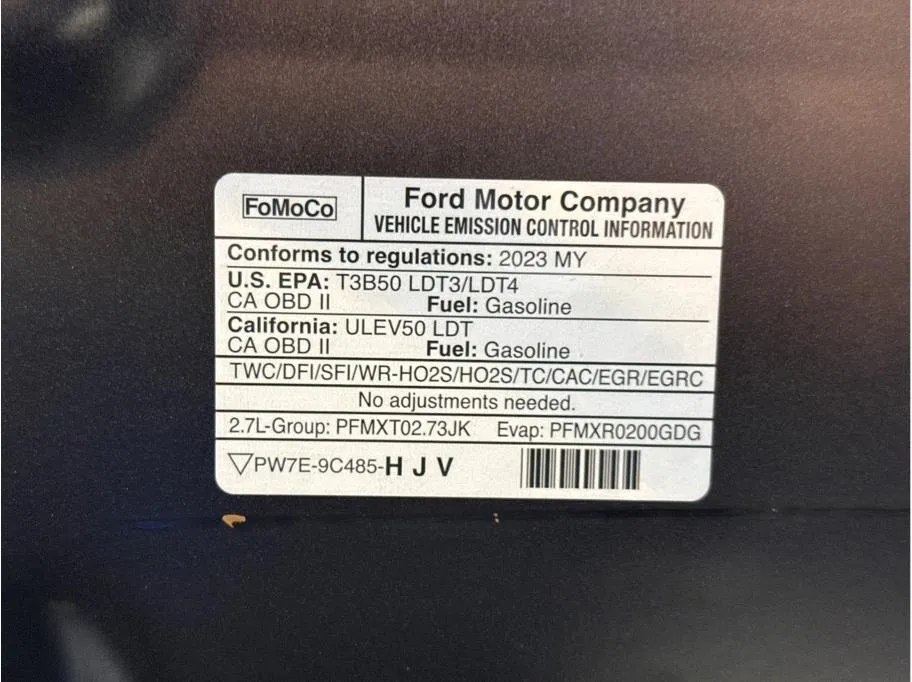 FoMoCo
Ford Motor Company
VEHICLE EMISSION CONTROL INFORMATION
Conforms to regulations: 2023 MY
U.S. EPA: T3B50 LDT3/LDT4
CA OBD II Fuel: Gasoline
California: ULEV50 LDT
CA OBD II Fuel: Gasoline
TWC/DFI/SFI/WR-HO2S/HO2S/TC/CAC/EGR/EGRC
No adjustments needed.
2.7L-Group: PFMXT02.73JK Evap: PFMXR0200GDG
PW7E-9C485-H J V